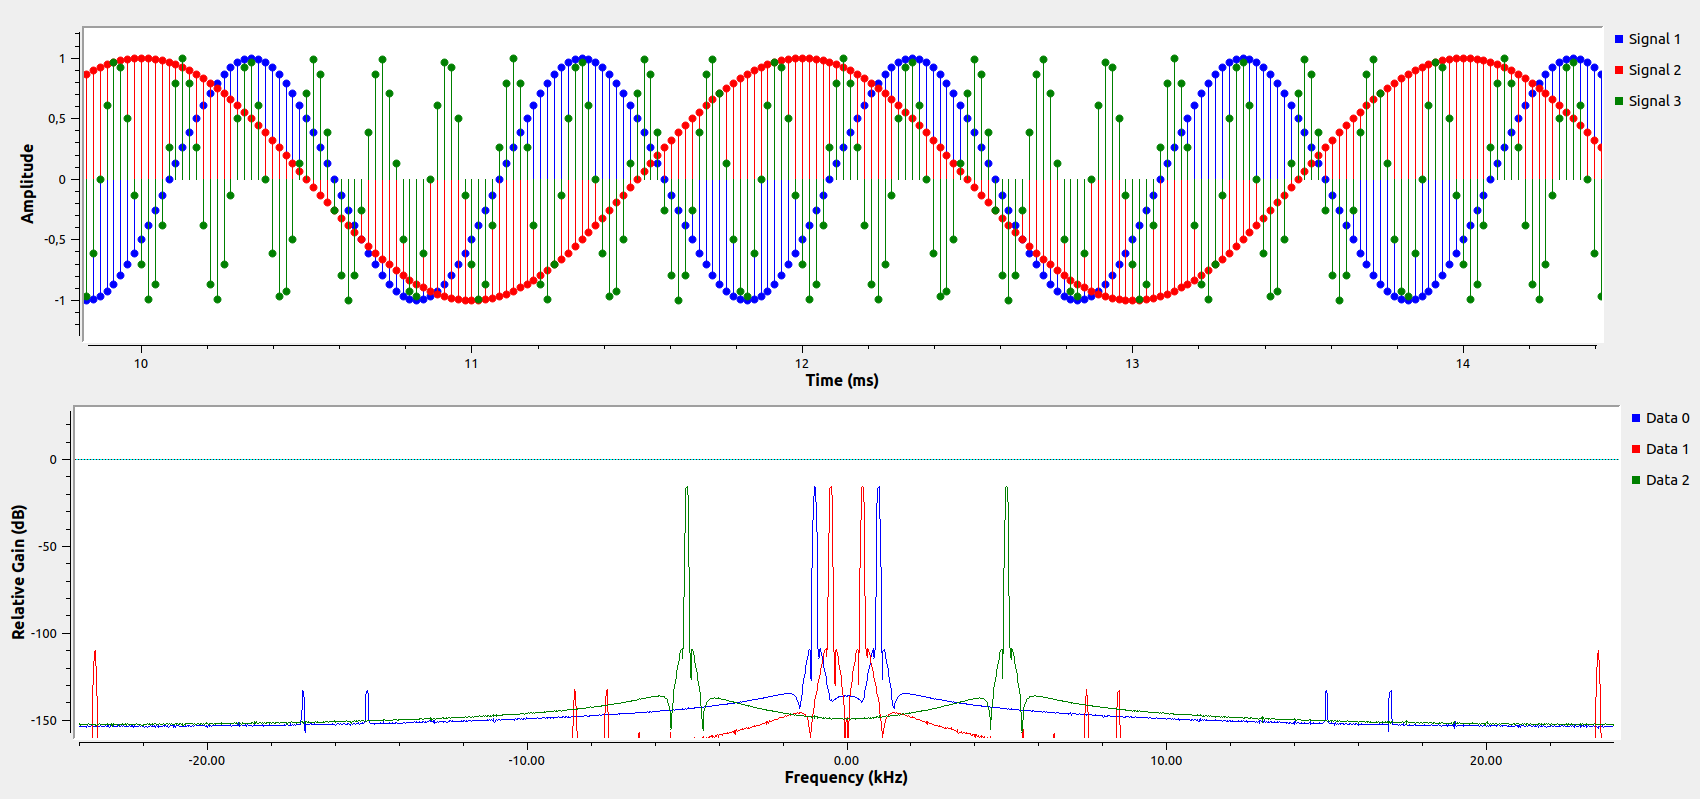 Signal 1
Signal 2
Signal 3
1
0,5
0
-0,5
-1
Amplitude
10 11 12 13 14
Time (ms)
Data 0
Data 1
Data 2
0
-50
-100
-150
Relative Gain (dB)
-20.00 -10.00 0.00 10.00 20.00
Frequency (kHz)